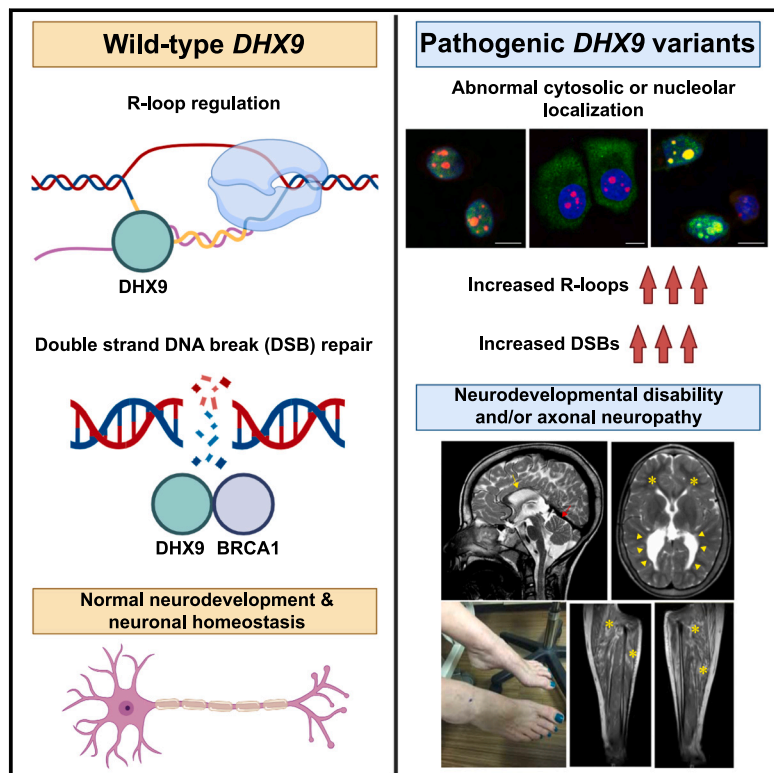 Wild-type DHX9
R-loop regulation
DHX9
Double strand DNA break (DSB) repair
DHX9 BRCA1
Normal neurodevelopment &
neuronal homeostasis
Pathogenic DHX9 variants
Abnormal cytosolic or nucleolar
localization
Increased R-loops
Increased DSBs
Neurodevelopmental disability
and/or axonal neuropathy